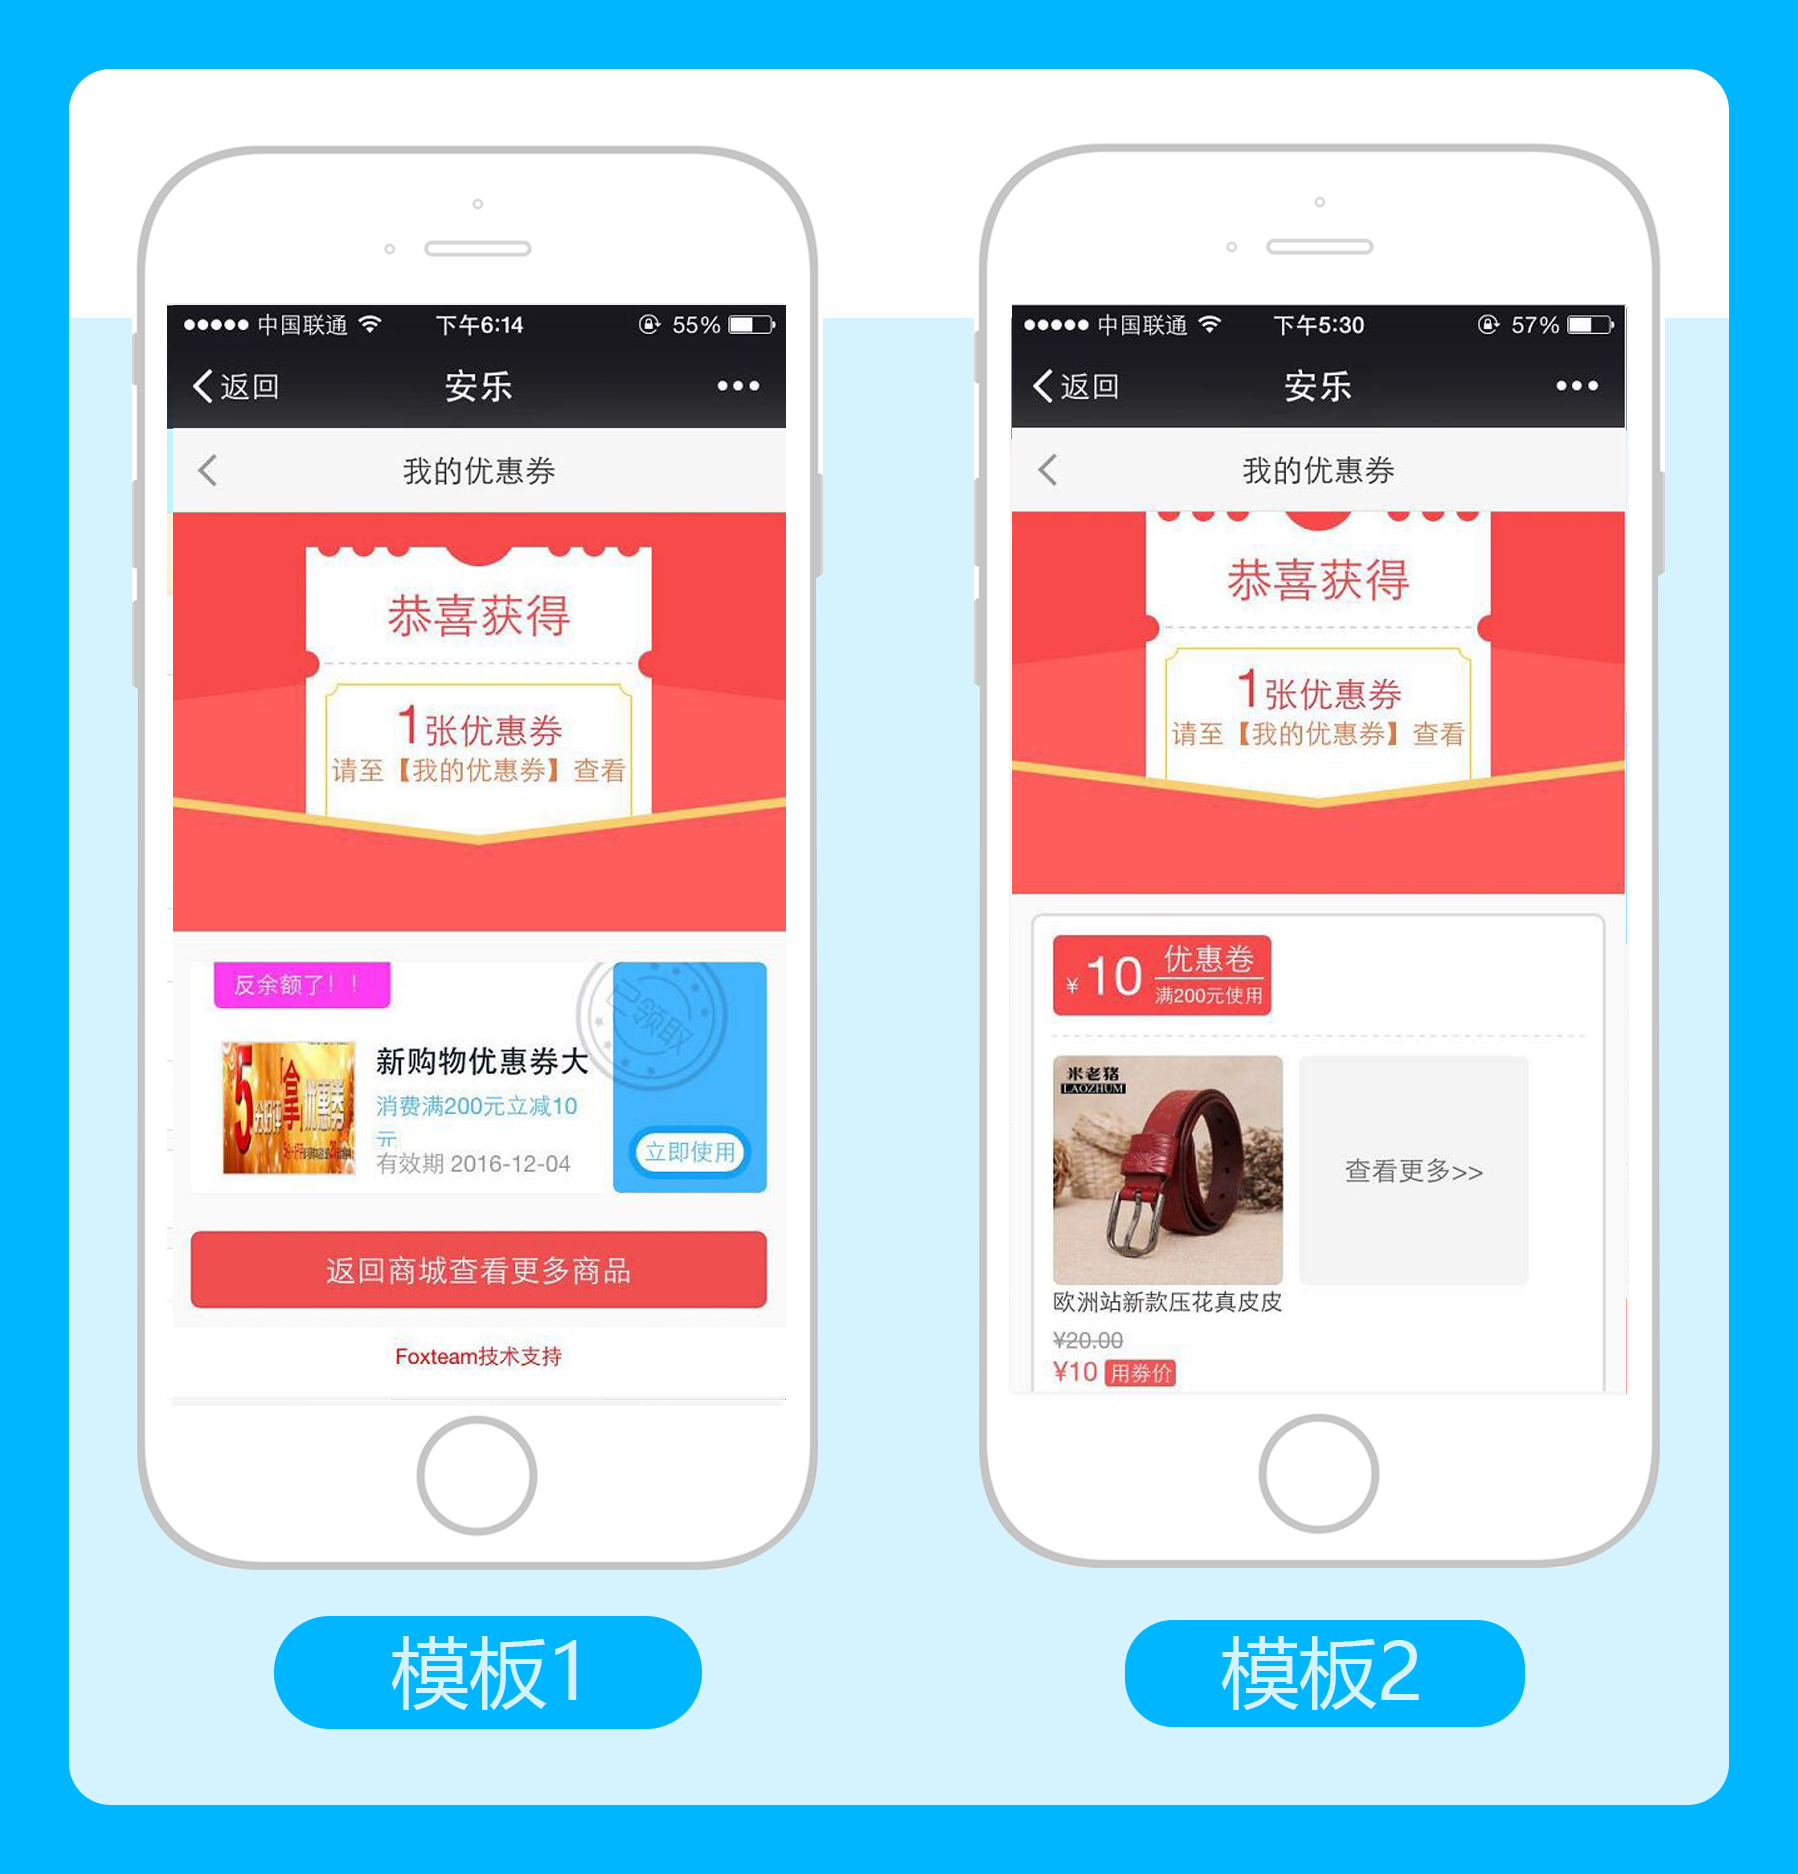 中国联通 下午6:14 55%
返回 安乐
我的优惠券
恭喜获得
1张优惠券
请至【我的优惠券】查看
反余额了！！
已领取
5 分好评 拿 优惠券
新购物优惠券大
消费满200元立减10
元
有效期 2016-12-04
立即使用
返回商城查看更多商品
Foxteam技术支持
模板1
中国联通 下午5:30 57%
返回 安乐
我的优惠券
恭喜获得
1张优惠券
请至【我的优惠券】查看
¥10 优惠卷
满200元使用
米老猪
LAOZHUM
查看更多>>
欧洲站新款压花真皮皮
¥20.00
¥10 用券价
模板2